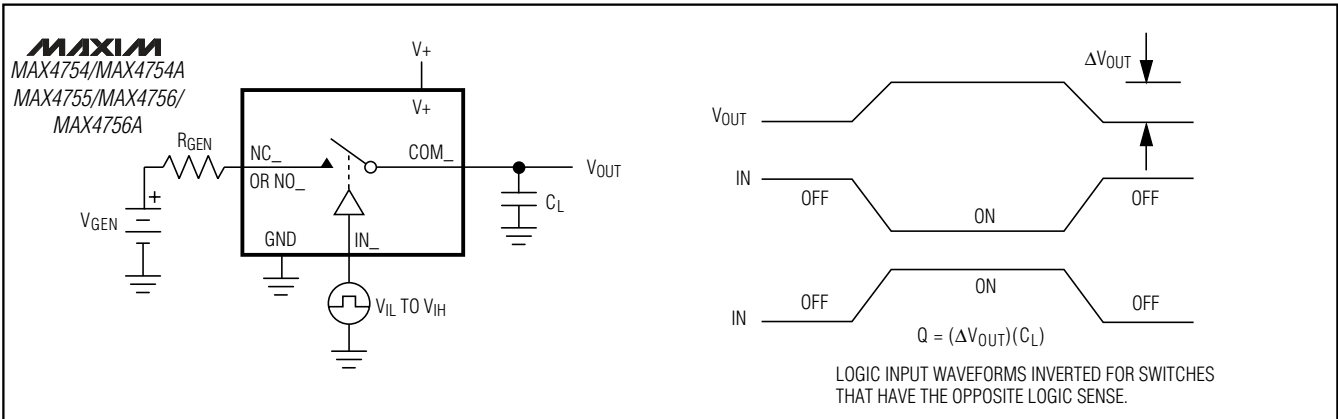 MAXIM
MAX4754/MAX4754A
MAX4755/MAX4756/
MAX4756A
V+
V+
RGEN
NC_
OR NO_
COM_
VOUT
+
VGEN
CL
GND
IN_
VIL TO VIH
ΔVOUT
VOUT
IN
OFF
ON
OFF
IN
OFF
ON
OFF
Q = (ΔVOUT)(CL)
LOGIC INPUT WAVEFORMS INVERTED FOR SWITCHES
THAT HAVE THE OPPOSITE LOGIC SENSE.